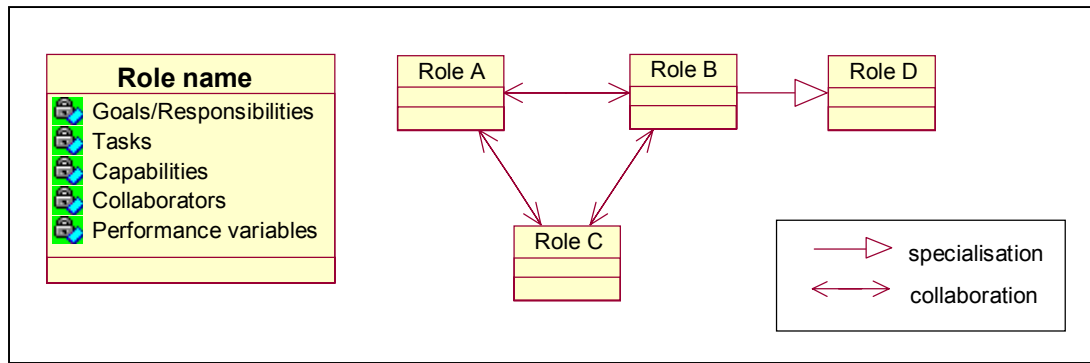 Role name
Goals/Responsibilities
Tasks
Capabilities
Collaborators
Performance variables
Role A
Role B
Role D
Role C
specialisation
collaboration